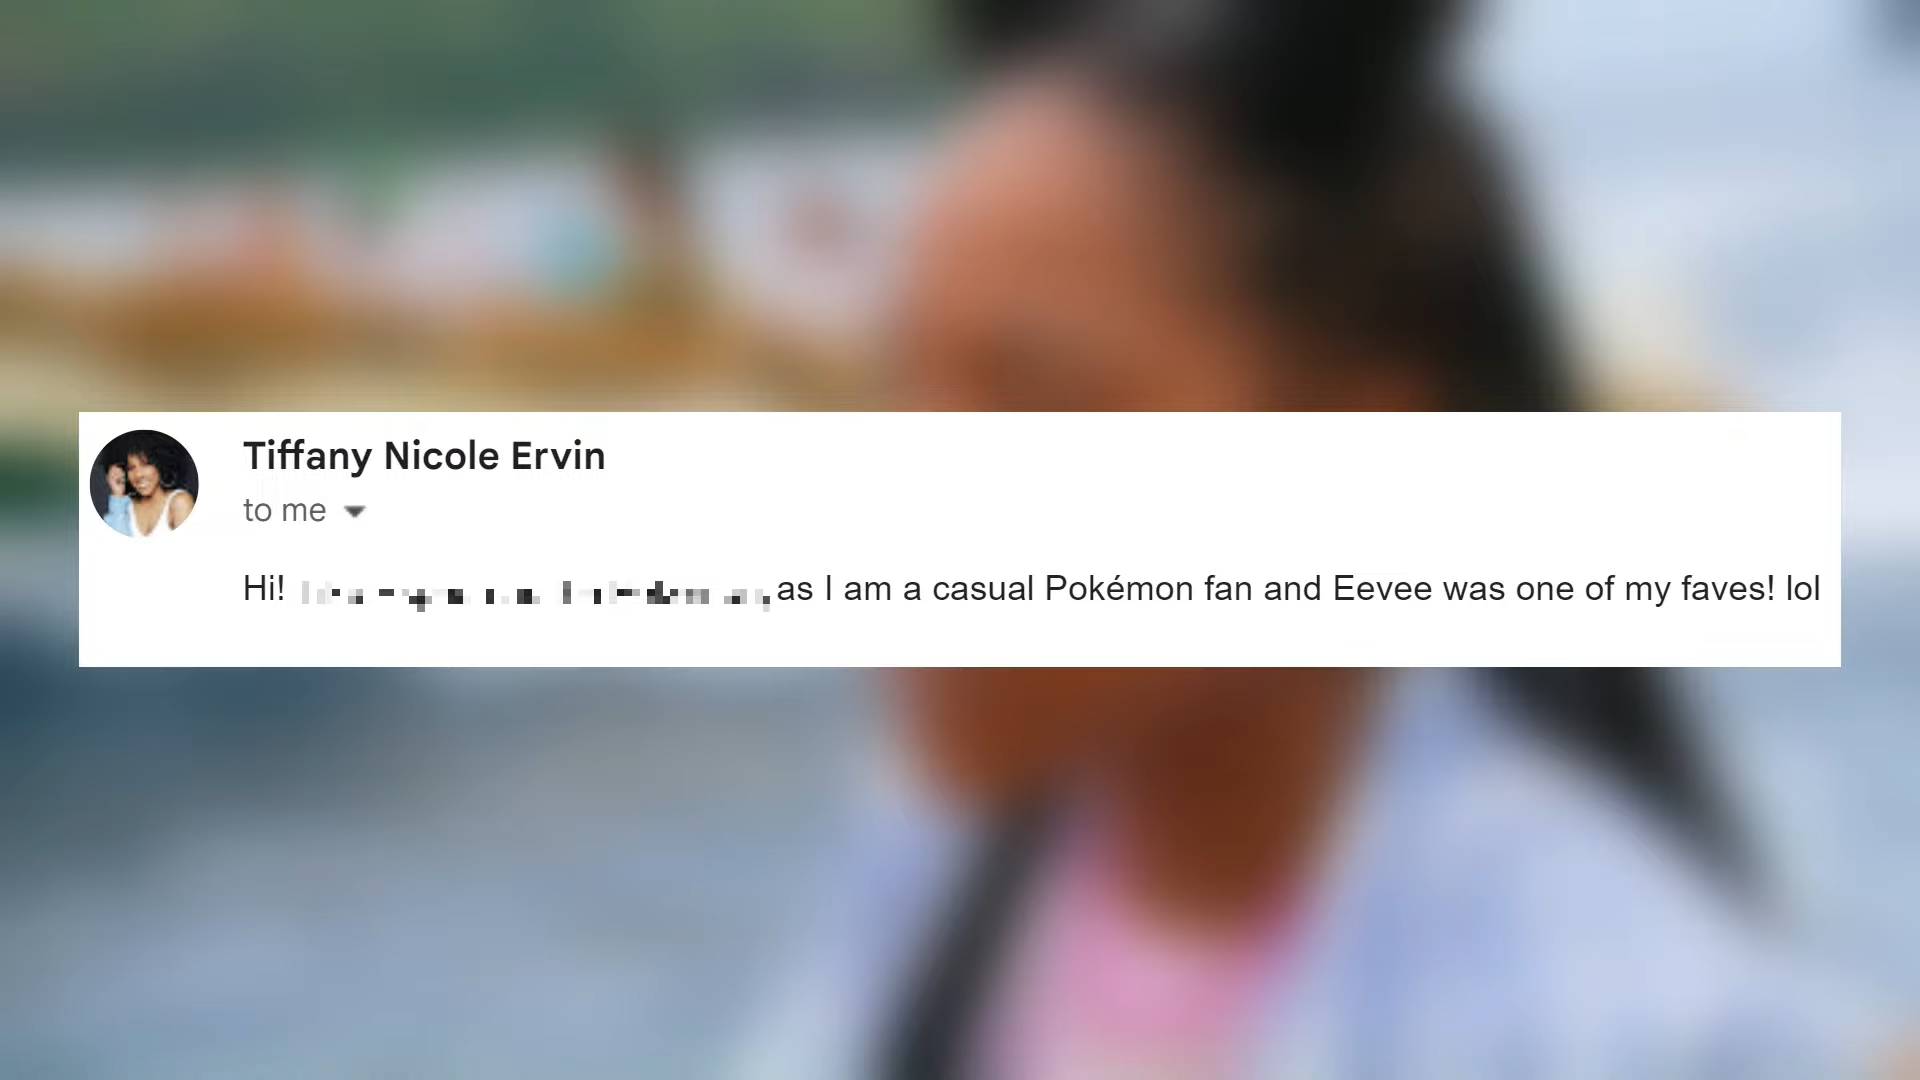 Tiffany Nicole Ervin
to me
Hi! as I am a casual Pokémon fan and Eevee was one of my faves! lol